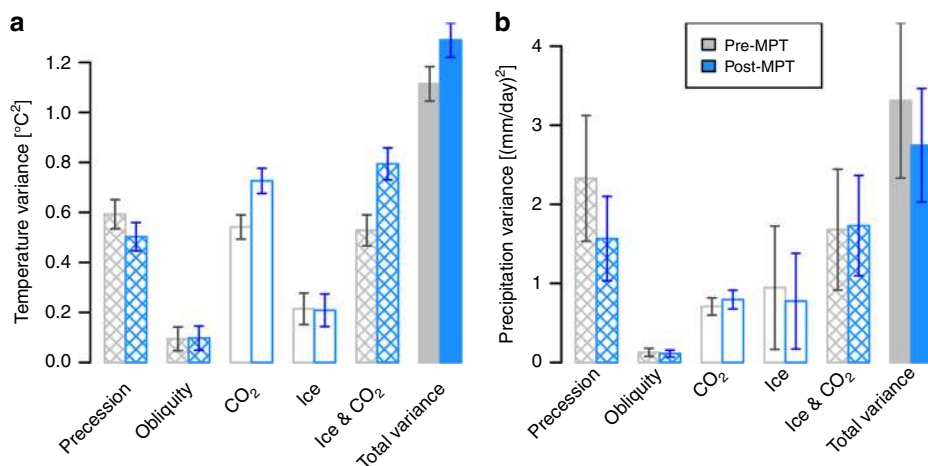 a
Temperature variance [°C²]
1.2
1.0
0.8
0.6
0.4
0.2
0.0
Precession
Obliquity
CO₂
Ice
Ice & CO₂
Total variance
b
Precipitation variance [(mm/day)²]
4
3
2
1
0
Pre-MPT
Post-MPT
Precession
Obliquity
CO₂
Ice
Ice & CO₂
Total variance